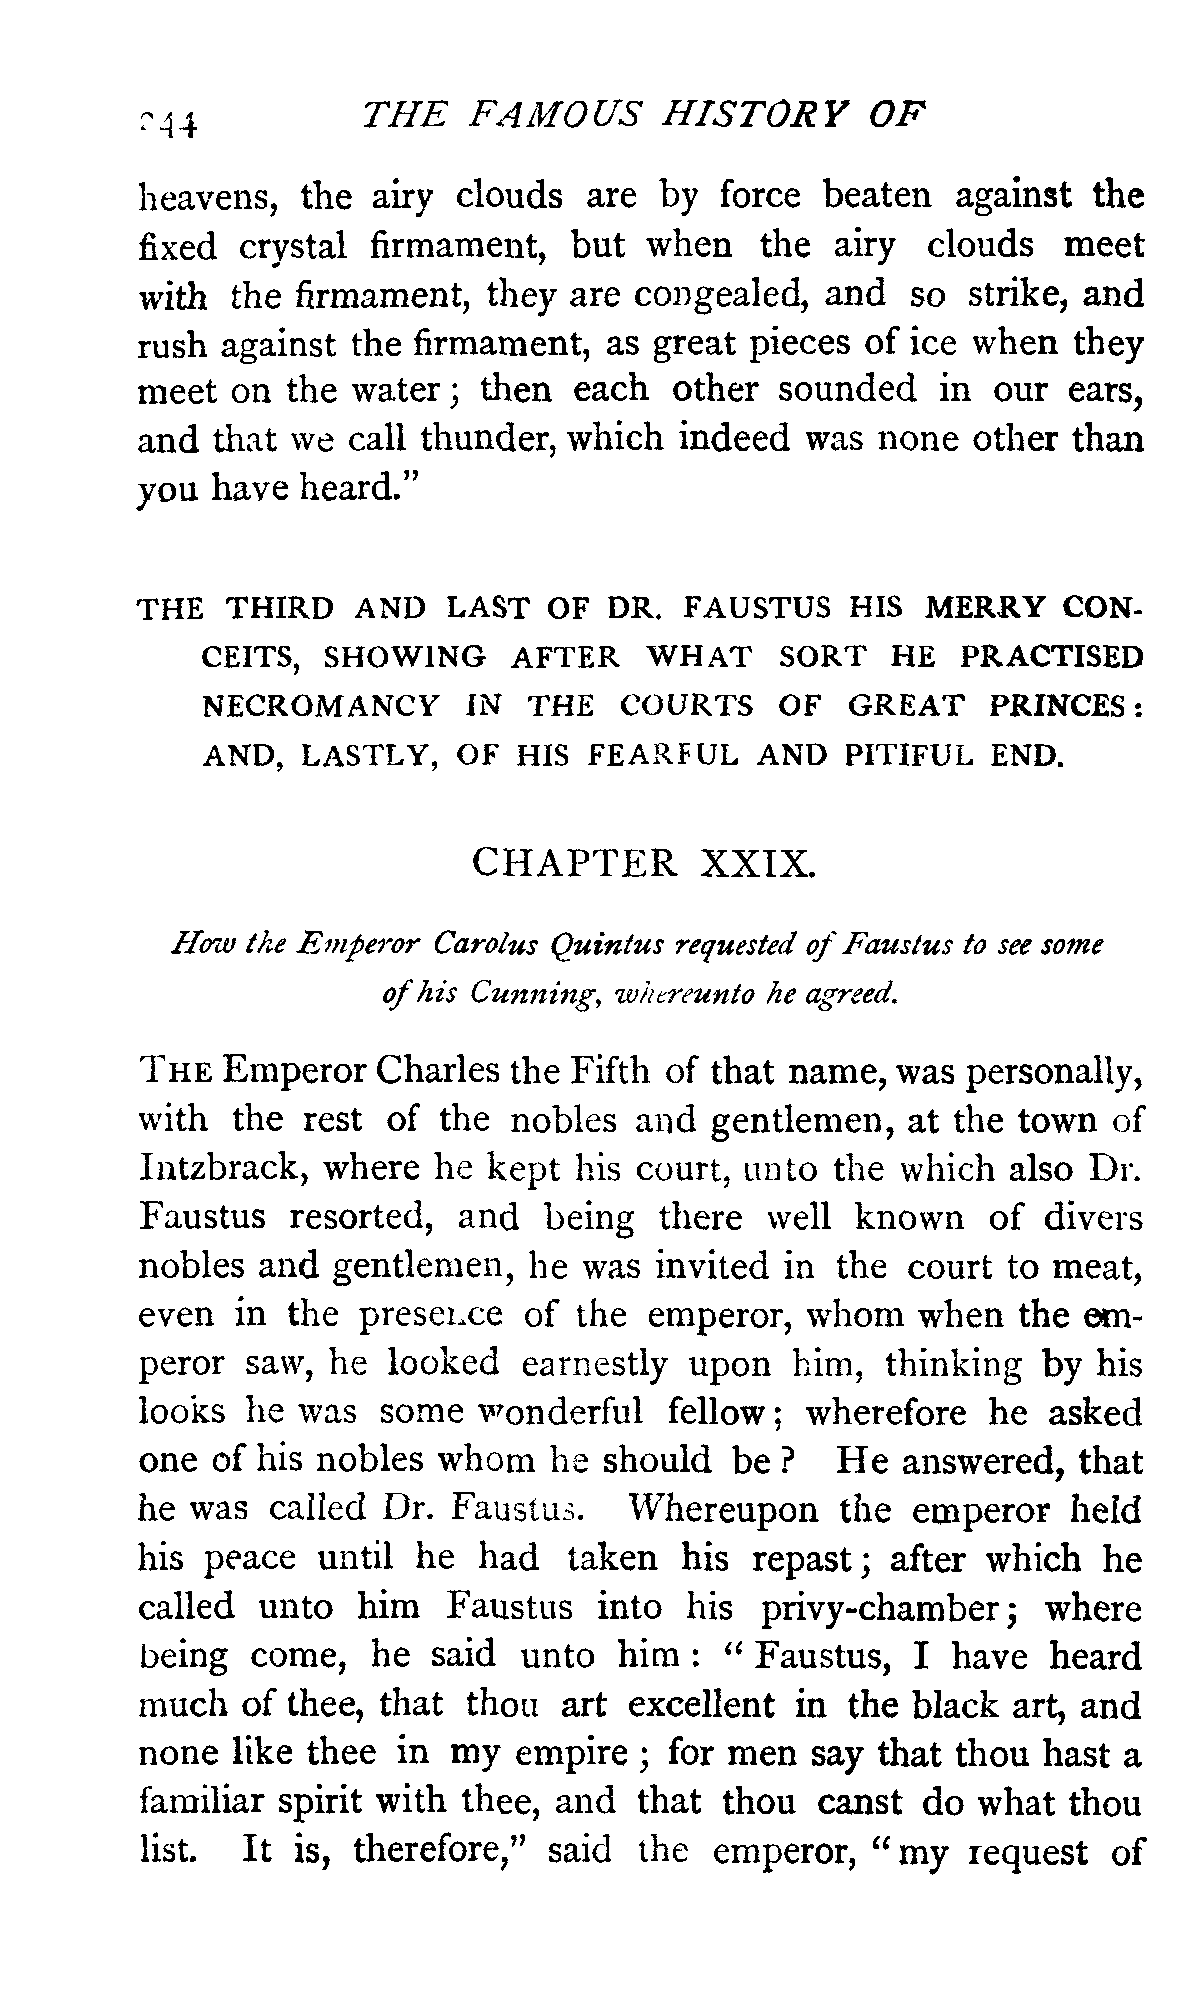 244 THE FAMOUS HISTORY OF
heavens, the airy clouds are by force beaten against the
fixed crystal firmament, but when the airy clouds meet
with the firmament, they are congealed, and so strike, and
rush against the firmament, as great pieces of ice when they
meet on the water; then each other sounded in our ears,
and that we call thunder, which indeed was none other than
you have heard."
THE THIRD AND LAST OF DR. FAUSTUS HIS MERRY CON-
CEITS, SHOWING AFTER WHAT SORT HE PRACTISED
NECROMANCY IN THE COURTS OF GREAT PRINCES:
AND, LASTLY, OF HIS FEARFUL AND PITIFUL END.
CHAPTER XXIX.
How the Emperor Carolus Quintus requested of Faustus to see some
of his Cunning, whereunto he agreed.
THE Emperor Charles the Fifth of that name, was personally,
with the rest of the nobles and gentlemen, at the town of
Intzbrack, where he kept his court, unto the which also Dr.
Faustus resorted, and being there well known of divers
nobles and gentlemen, he was invited in the court to meat,
even in the presence of the emperor, whom when the em-
peror saw, he looked earnestly upon him, thinking by his
looks he was some wonderful fellow; wherefore he asked
one of his nobles whom he should be? He answered, that
he was called Dr. Faustus. Whereupon the emperor held
his peace until he had taken his repast; after which he
called unto him Faustus into his privy-chamber; where
being come, he said unto him: "Faustus, I have heard
much of thee, that thou art excellent in the black art, and
none like thee in my empire; for men say that thou hast a
familiar spirit with thee, and that thou canst do what thou
list. It is, therefore," said the emperor, "my request of